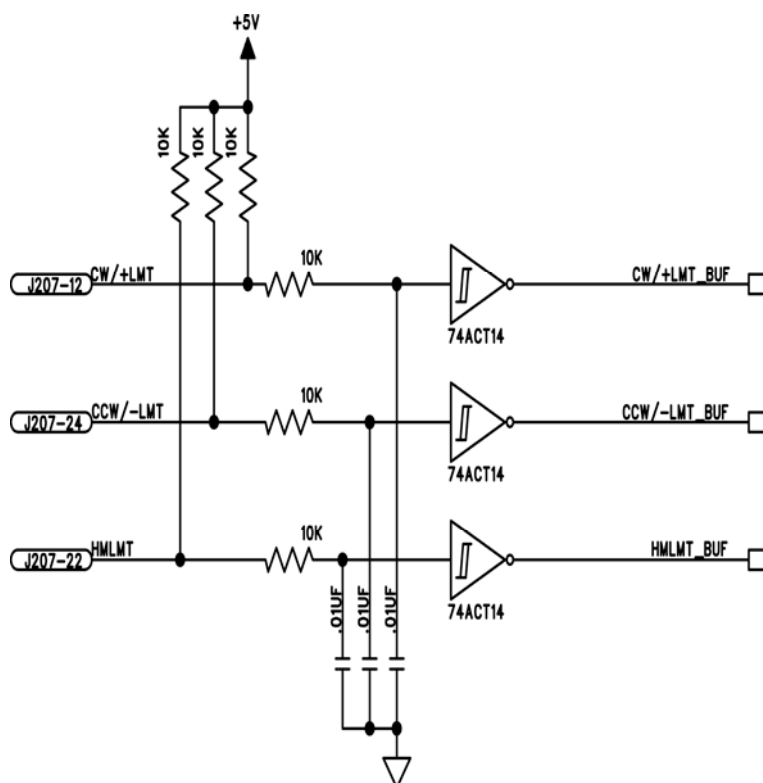 +5V
10K 10K 10K
J207-12 CW/+LMT 10K 74ACT14 CW/+LMT_BUF
J207-24 CCW/-LMT 10K 74ACT14 CCW/-LMT_BUF
J207-22 HMLMT 10K 74ACT14 HMLMT_BUF
.01UF .01UF .01UF